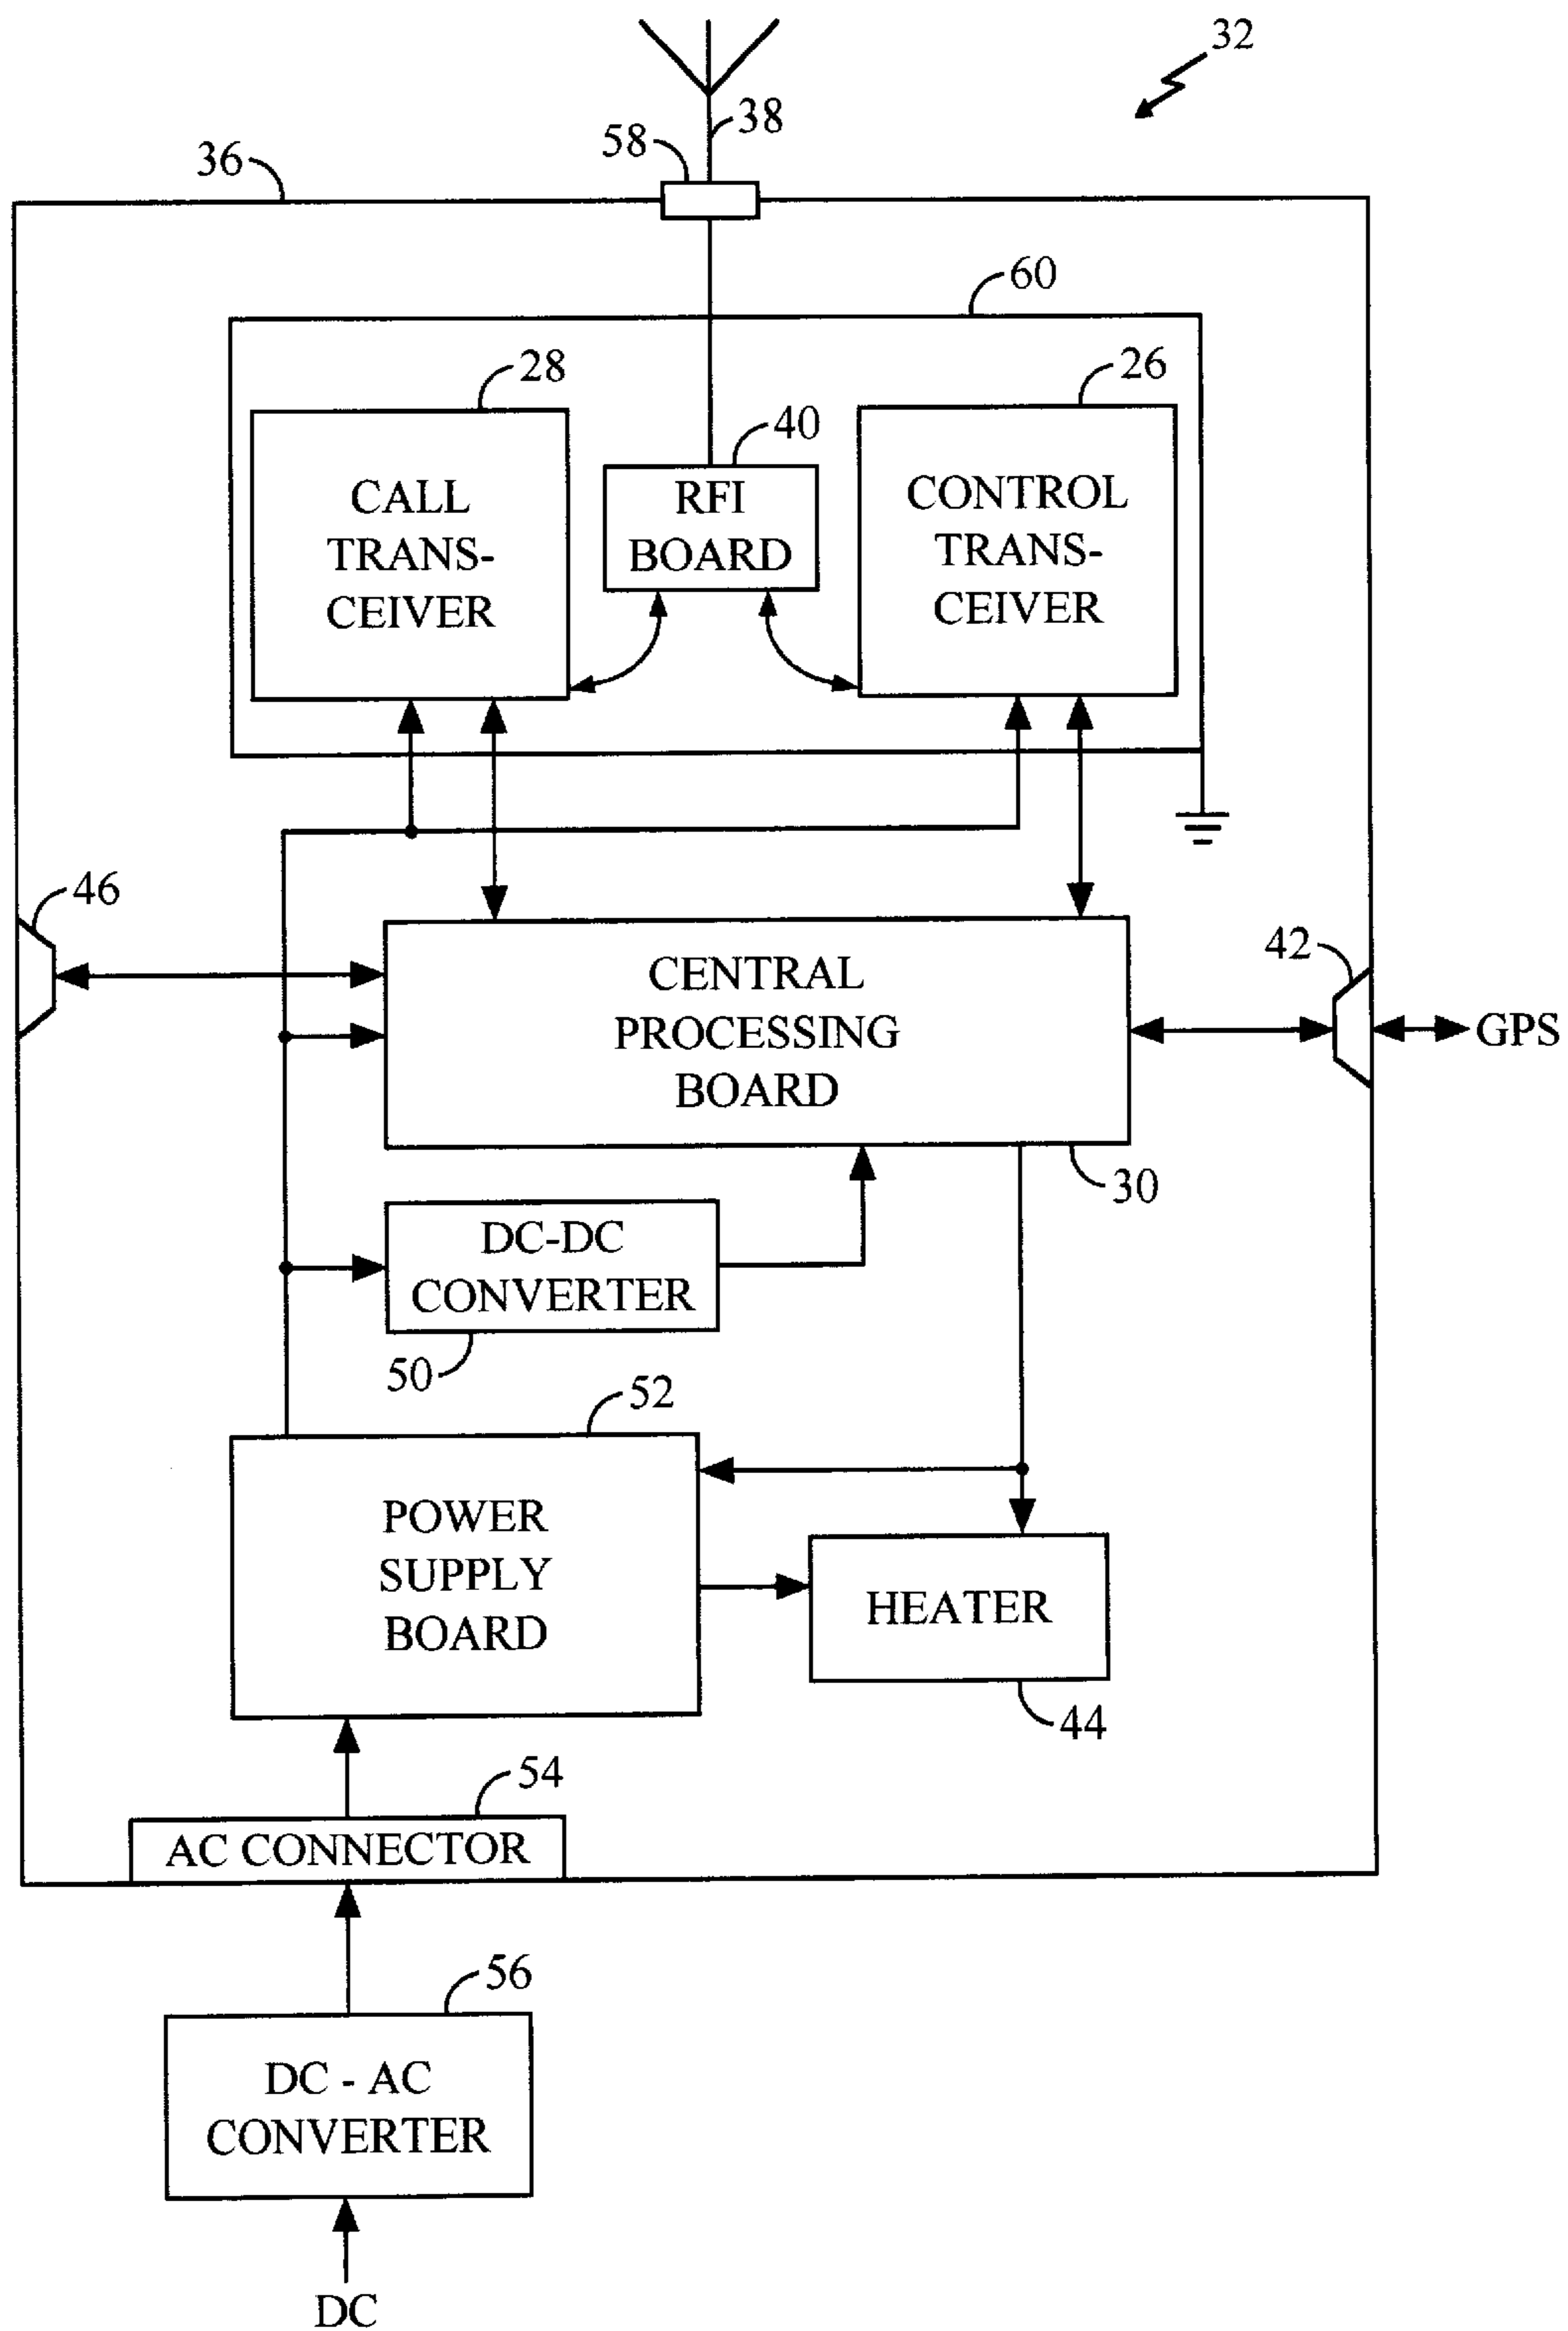 32
38
58
36
60
28
26
40
CALL
TRANS-
CEIVER
RFI
BOARD
CONTROL
TRANS-
CEIVER
46
42
CENTRAL
PROCESSING
BOARD
GPS
30
DC-DC
CONVERTER
50
52
POWER
SUPPLY
BOARD
HEATER
44
54
AC CONNECTOR
56
DC - AC
CONVERTER
DC